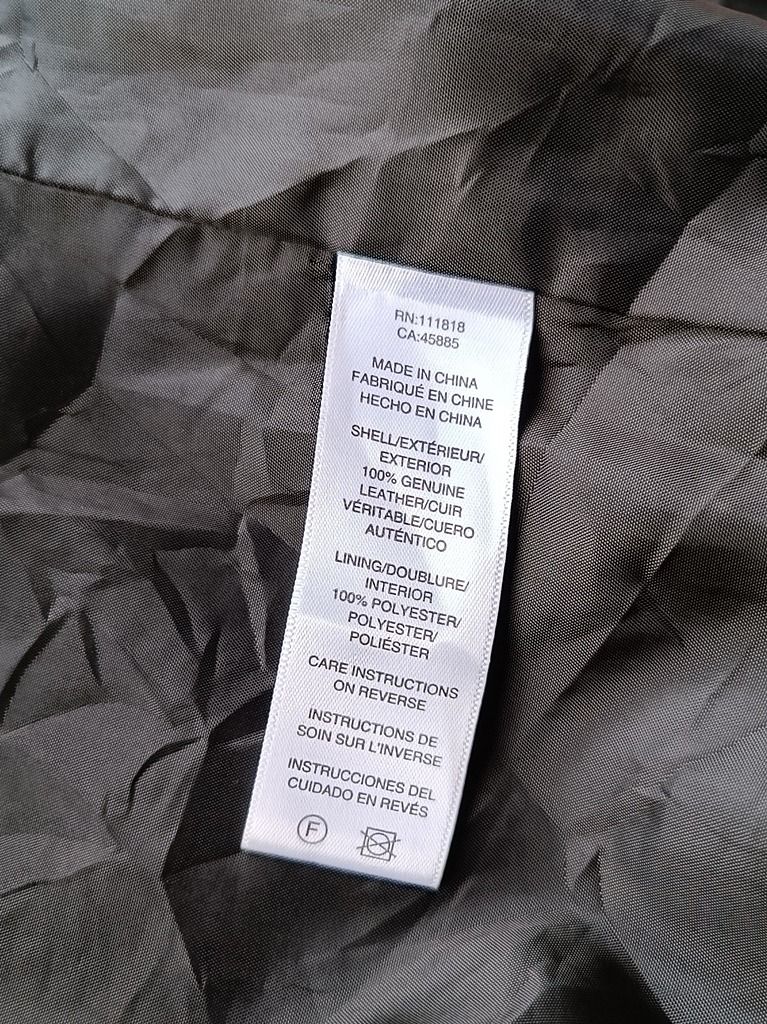 RN:111818
CA:45885
MADE IN CHINA
FABRIQUÉ EN CHINE
HECHO EN CHINA
SHELL/EXTÉRIEUR/
EXTERIOR
100% GENUINE
LEATHER/CUIR
VÉRITABLE/CUERO
AUTÉNTICO
LINING/DOUBLURE/
INTERIOR
100% POLYESTER/
POLYESTER/
POLIÉSTER
CARE INSTRUCTIONS
ON REVERSE
INSTRUCTIONS DE
SOIN SUR L'INVERSE
INSTRUCCIONES DEL
CUIDADO EN REVÉS
F